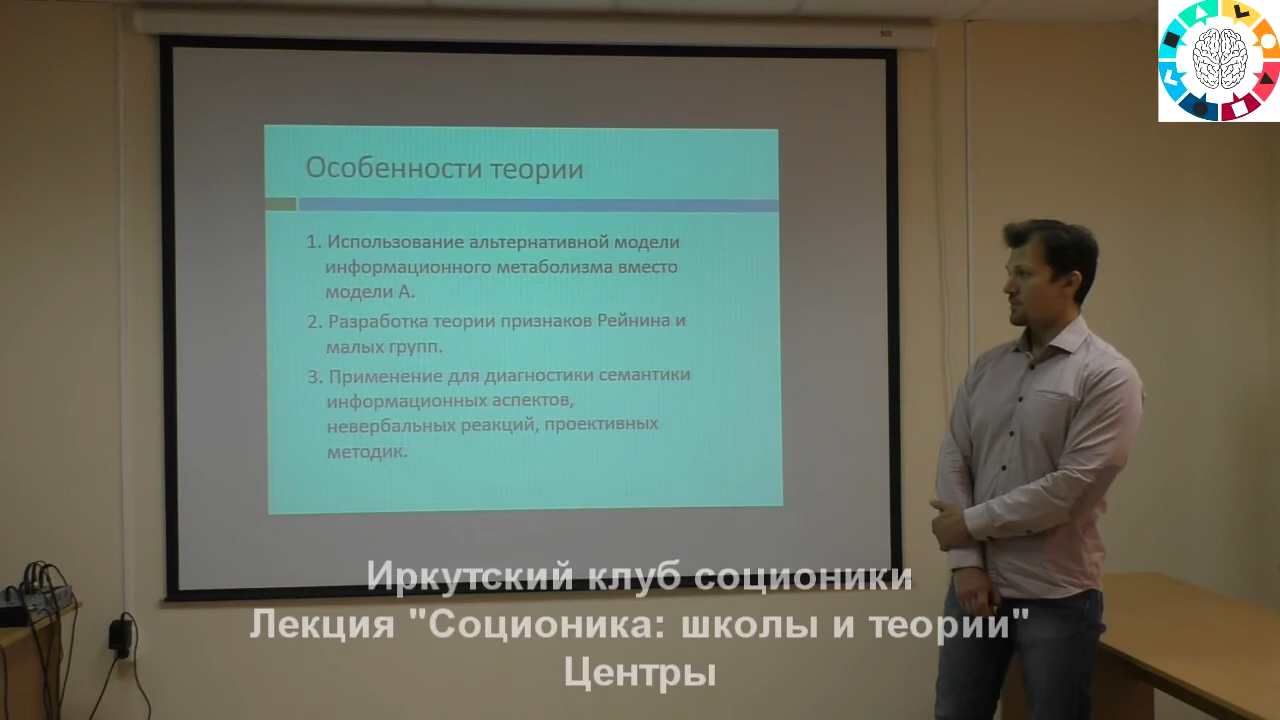 Особенности теории
1. Использование альтернативной модели
информационного метаболизма вместо
модели А.
2. Разработка теории признаков Рейнина и
малых групп.
3. Применение для диагностики семантики
информационных аспектов,
невербальных реакций, проективных
методик.
Иркутский клуб соционики
Лекция "Соционика: школы и теории"
Центры